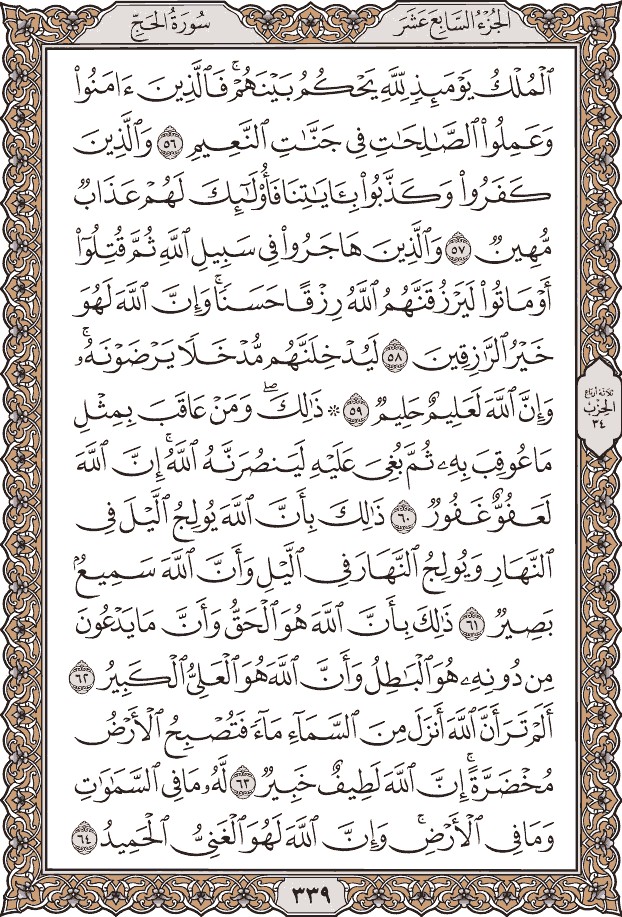 الجُزْءُ السَّابِعَ عَشَرَ
سُورَةُ الحَجِّ
ٱلْمُلْكُ يَوْمَئِذٍ لِّلَّهِ يَحْكُمُ بَيْنَهُمْ ۚ فَٱلَّذِينَ ءَامَنُوا۟
وَعَمِلُوا۟ ٱلصَّـٰلِحَـٰتِ فِى جَنَّـٰتِ ٱلنَّعِيمِ ٥٦ وَٱلَّذِينَ
كَفَرُوا۟ وَكَذَّبُوا۟ بِـَٔايَـٰتِنَا فَأُو۟لَـٰٓئِكَ لَهُمْ عَذَابٌ
مُّهِينٌ ٥٧ وَٱلَّذِينَ هَاجَرُوا۟ فِى سَبِيلِ ٱللَّهِ ثُمَّ قُتِلُوٓا۟
أَوْ مَاتُوا۟ لَيَرْزُقَنَّهُمُ ٱللَّهُ رِزْقًا حَسَنًا ۚ وَإِنَّ ٱللَّهَ لَهُوَ
خَيْرُ ٱلرَّٰزِقِينَ ٥٨ لَيُدْخِلَنَّهُم مُّدْخَلًا يَرْضَوْنَهُۥ ۗ
وَإِنَّ ٱللَّهَ لَعَلِيمٌ حَلِيمٌ ٥٩ ۞ ذَٰلِكَ ۖ وَمَنْ عَاقَبَ بِمِثْلِ
مَا عُوقِبَ بِهِۦ ثُمَّ بُغِىَ عَلَيْهِ لَيَنصُرَنَّهُ ٱللَّهُ ۗ إِنَّ ٱللَّهَ
لَعَفُوٌّ غَفُورٌ ٦٠ ذَٰلِكَ بِأَنَّ ٱللَّهَ يُولِجُ ٱلَّيْلَ فِى
ٱلنَّهَارِ وَيُولِجُ ٱلنَّهَارَ فِى ٱلَّيْلِ وَأَنَّ ٱللَّهَ سَمِيعٌۢ
بَصِيرٌ ٦١ ذَٰلِكَ بِأَنَّ ٱللَّهَ هُوَ ٱلْحَقُّ وَأَنَّ مَا يَدْعُونَ
مِن دُونِهِۦ هُوَ ٱلْبَـٰطِلُ وَأَنَّ ٱللَّهَ هُوَ ٱلْعَلِىُّ ٱلْكَبِيرُ ٦٢
أَلَمْ تَرَ أَنَّ ٱللَّهَ أَنزَلَ مِنَ ٱلسَّمَآءِ مَآءً فَتُصْبِحُ ٱلْأَرْضُ
مُخْضَرَّةً ۗ إِنَّ ٱللَّهَ لَطِيفٌ خَبِيرٌ ٦٣ لَّهُۥ مَا فِى ٱلسَّمَـٰوَٰتِ
وَمَا فِى ٱلْأَرْضِ ۗ وَإِنَّ ٱللَّهَ لَهُوَ ٱلْغَنِىُّ ٱلْحَمِيدُ ٦٤
ثلاثة أرباع
الحِزْب
٣٤
٣٣٩